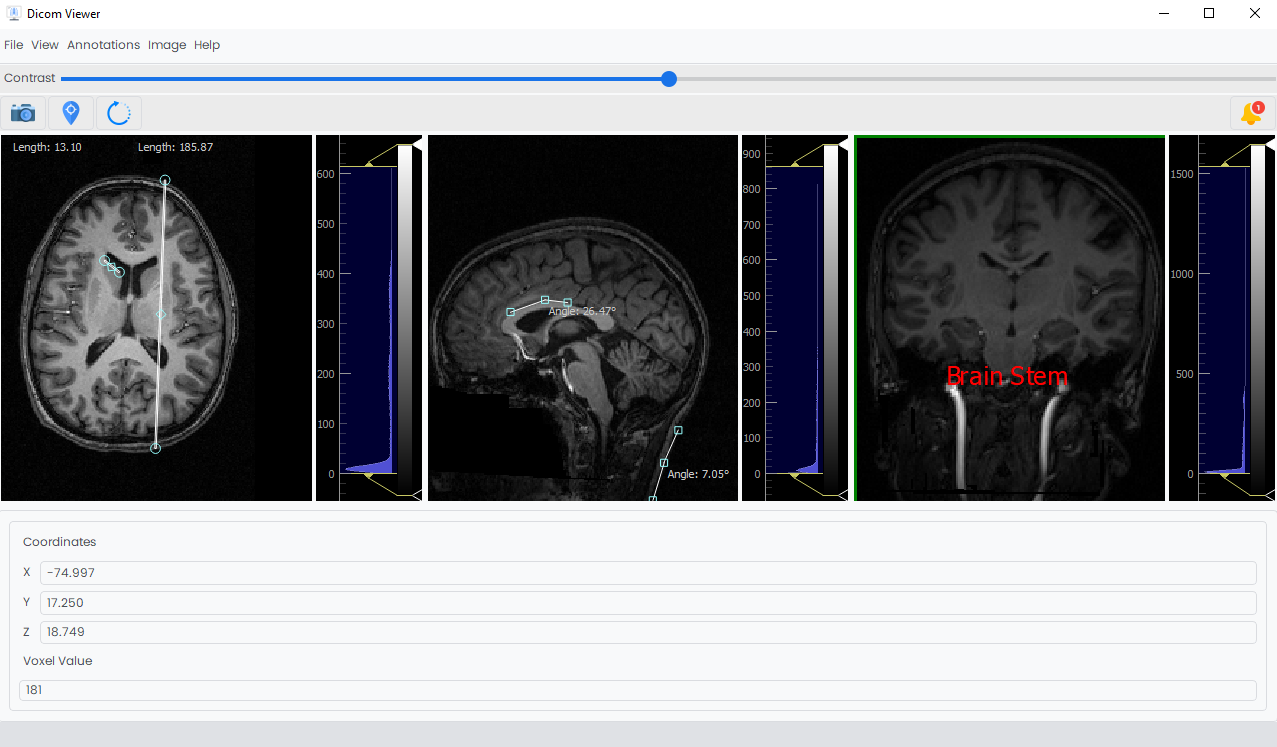 Dicom Viewer
File View Annotations Image Help
Contrast
1
Length: 13.10 Length: 185.87
600
500
400
300
200
100
0
Angle: 26.47°
Angle: 7.05°
900
800
700
600
500
400
300
200
100
0
Brain Stem
1500
1000
500
0
Coordinates
X -74.997
Y 17.250
Z 18.749
Voxel Value
181